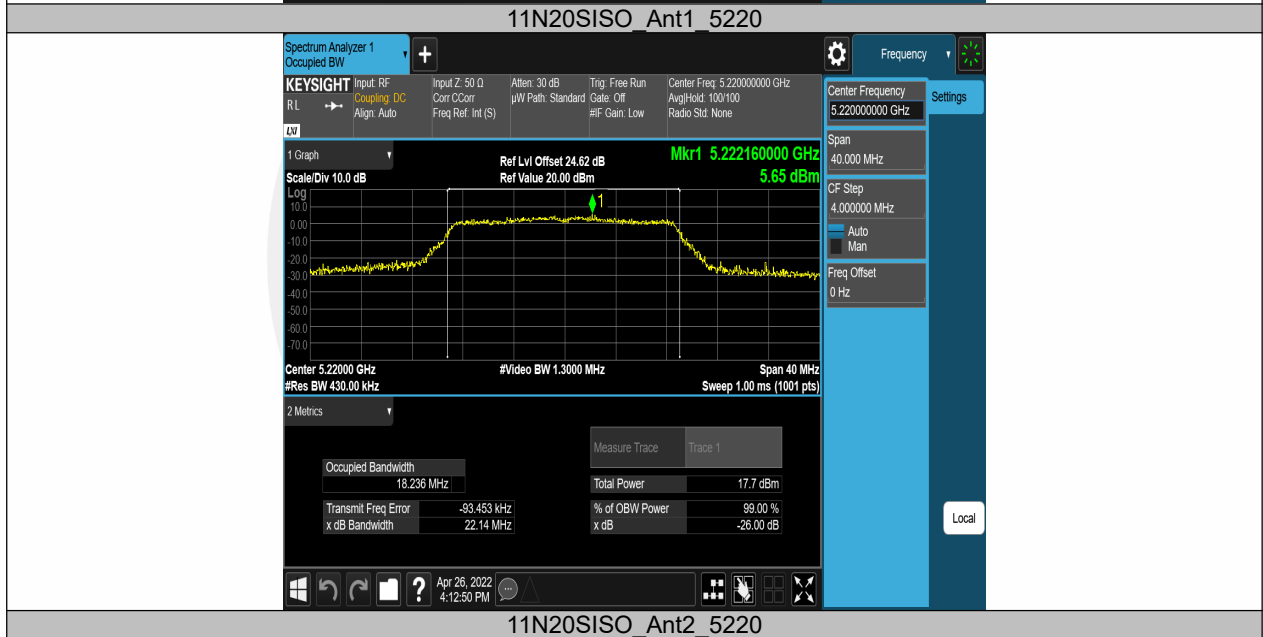 11N20SISO_Ant1_5220
Spectrum Analyzer 1
Occupied BW
+
Frequency
KEYSIGHT
RL
LXI
Input: RF
Coupling: DC
Align: Auto
Input Z: 50 Ω
Corr CCorr
Freq Ref: Int (S)
Atten: 30 dB
µW Path: Standard
Trig: Free Run
Gate: Off
#IF Gain: Low
Center Freq: 5.220000000 GHz
Avg|Hold: 100/100
Radio Std: None
Center Frequency
5.220000000 GHz
Settings
Span
40.000 MHz
CF Step
4.000000 MHz
Auto
Man
Freq Offset
0 Hz
Local
1 Graph
Scale/Div 10.0 dB
Ref Lvl Offset 24.62 dB
Ref Value 20.00 dBm
Mkr1 5.222160000 GHz
5.65 dBm
Log
10.0
0.00
-10.0
-20.0
-30.0
-40.0
-50.0
-60.0
-70.0
1
Center 5.22000 GHz
#Video BW 1.3000 MHz
Span 40 MHz
#Res BW 430.00 kHz
Sweep 1.00 ms (1001 pts)
2 Metrics
Measure Trace
Trace 1
Occupied Bandwidth
18.236 MHz
Total Power
17.7 dBm
Transmit Freq Error
-93.453 kHz
% of OBW Power
99.00 %
x dB Bandwidth
22.14 MHz
x dB
-26.00 dB
?
Apr 26, 2022
4:12:50 PM
11N20SISO_Ant2_5220